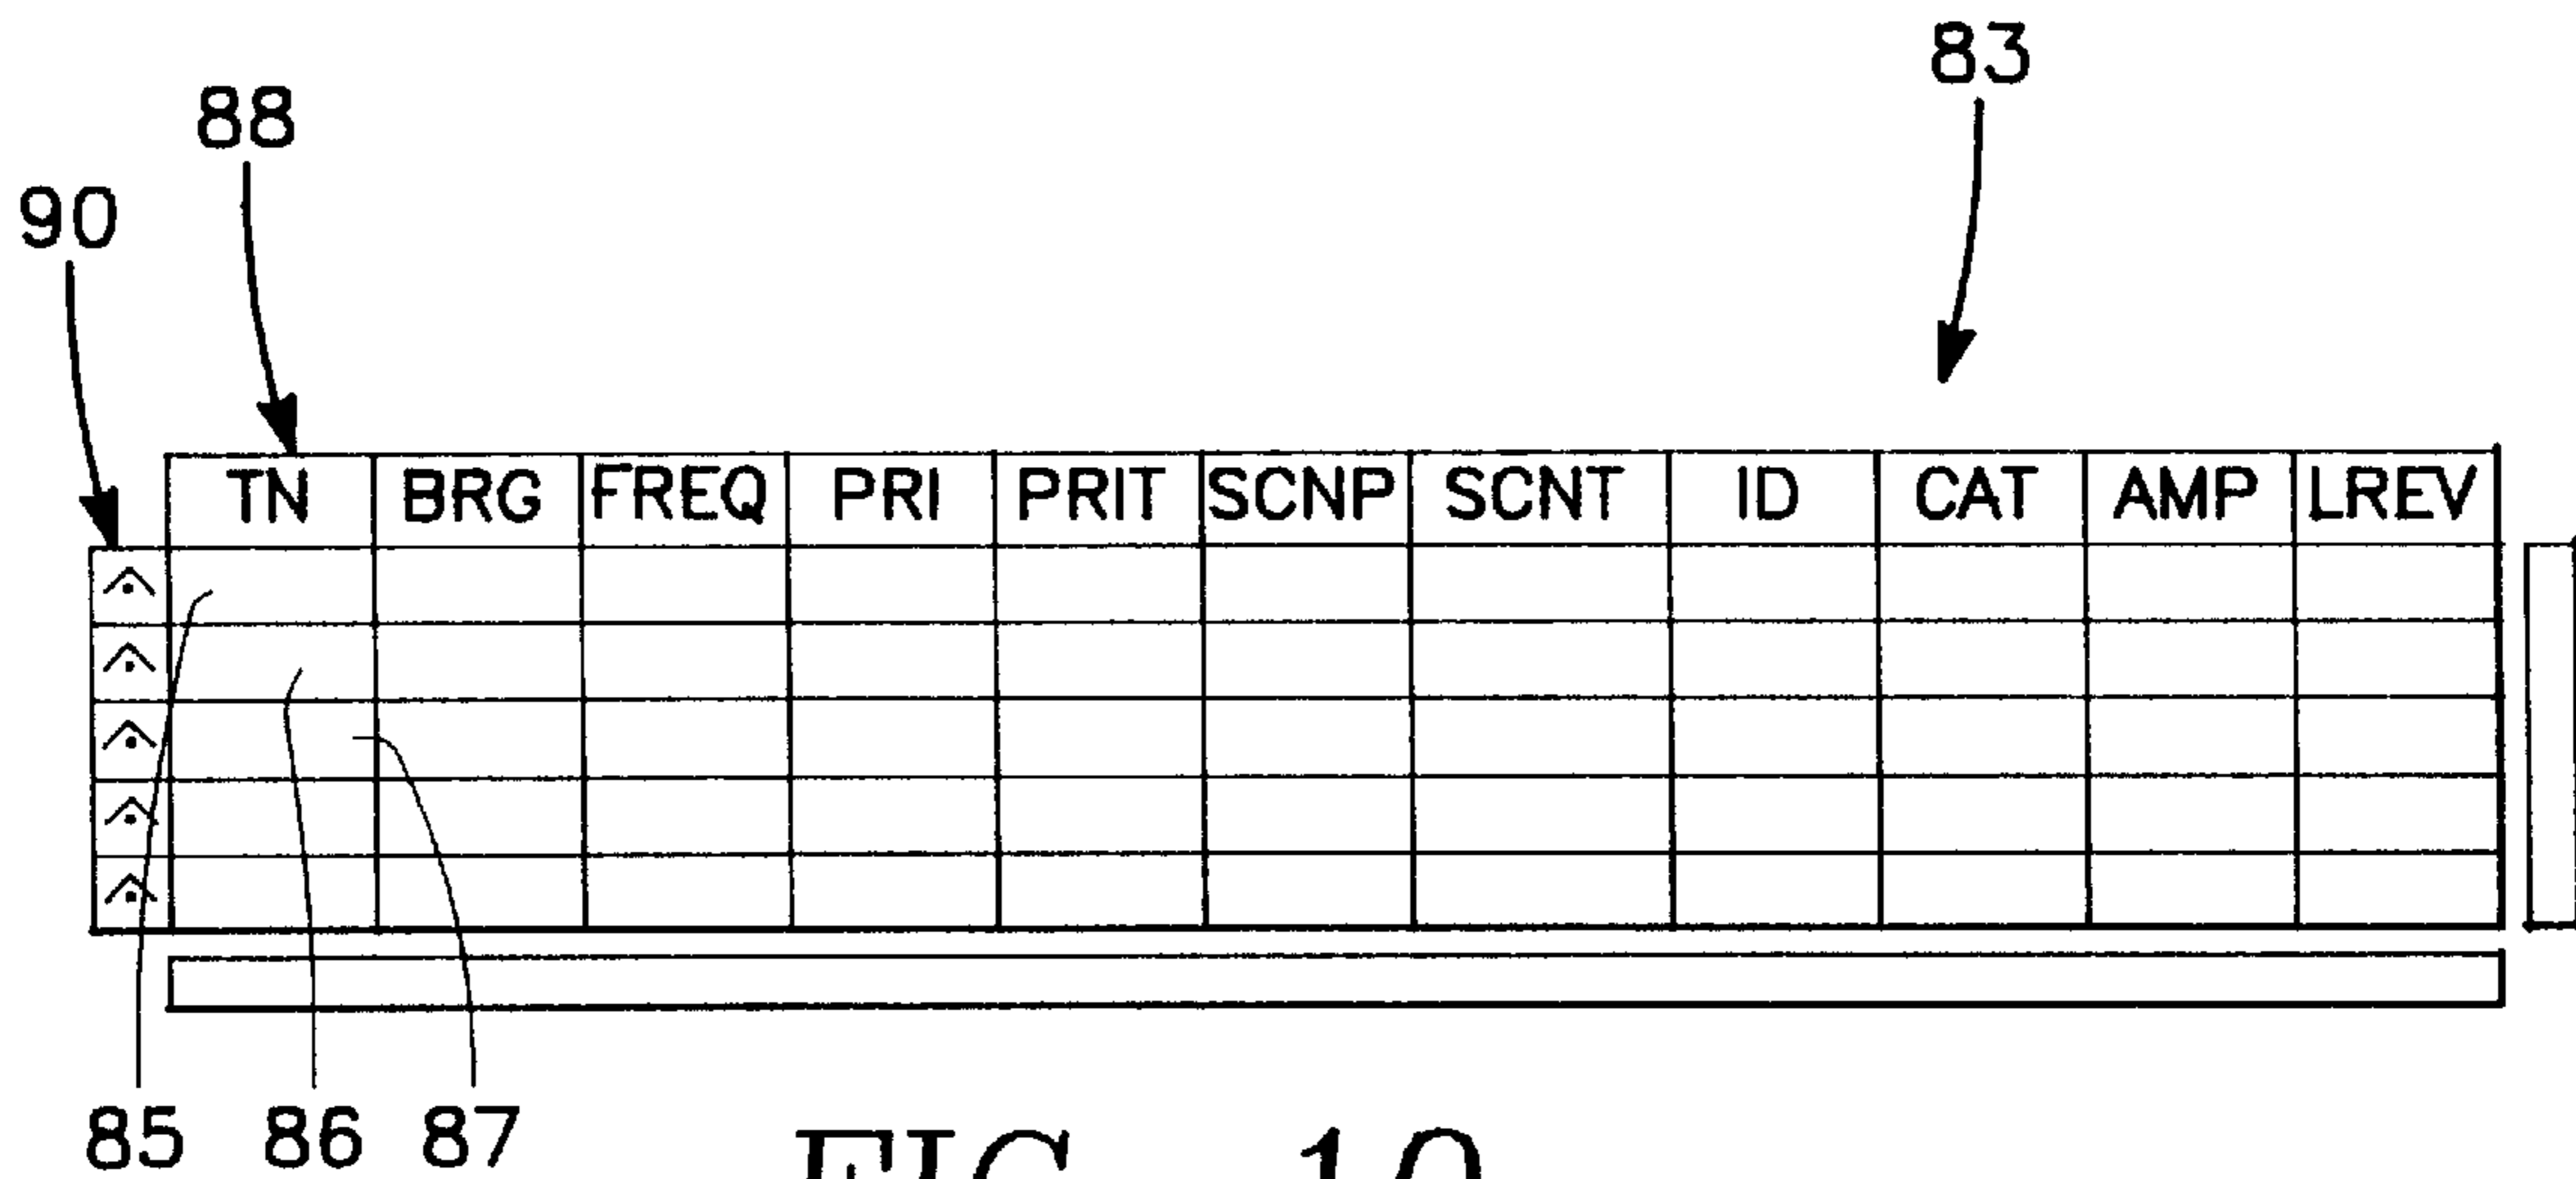 83
88
90
TN BRG FREQ PRI PRIT SCNP SCNT ID CAT AMP LREV
85 86 87